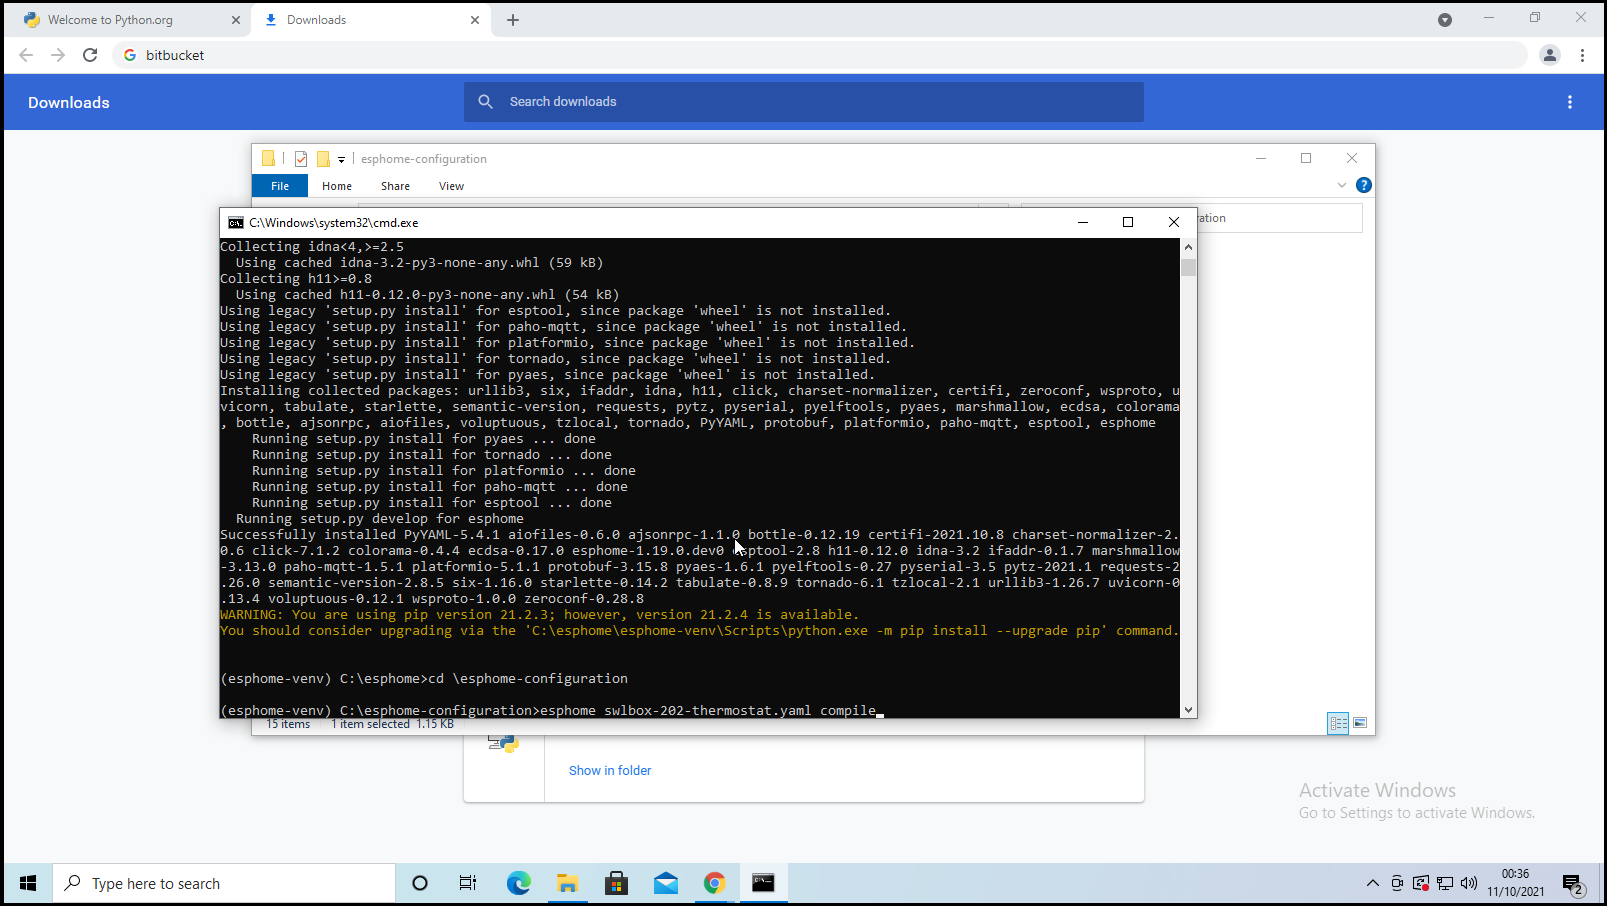 Welcome to Python.org
Downloads
bitbucket
Downloads
Search downloads
esphome-configuration
File Home Share View
ration
C:\Windows\system32\cmd.exe
Collecting idna<4,>=2.5
  Using cached idna-3.2-py3-none-any.whl (59 kB)
Collecting h11>=0.8
  Using cached h11-0.12.0-py3-none-any.whl (54 kB)
Using legacy 'setup.py install' for esptool, since package 'wheel' is not installed.
Using legacy 'setup.py install' for paho-mqtt, since package 'wheel' is not installed.
Using legacy 'setup.py install' for platformio, since package 'wheel' is not installed.
Using legacy 'setup.py install' for tornado, since package 'wheel' is not installed.
Using legacy 'setup.py install' for pyaes, since package 'wheel' is not installed.
Installing collected packages: urllib3, six, ifaddr, idna, h11, click, charset-normalizer, certifi, zeroconf, wsproto, u
vicorn, tabulate, starlette, semantic-version, requests, pytz, pyserial, pyelftools, pyaes, marshmallow, ecdsa, colorama
, bottle, ajsonrpc, aiofiles, voluptuous, tzlocal, tornado, PyYAML, protobuf, platformio, paho-mqtt, esptool, esphome
    Running setup.py install for pyaes ... done
    Running setup.py install for tornado ... done
    Running setup.py install for platformio ... done
    Running setup.py install for paho-mqtt ... done
    Running setup.py install for esptool ... done
  Running setup.py develop for esphome
Successfully installed PyYAML-5.4.1 aiofiles-0.6.0 ajsonrpc-1.1.0 bottle-0.12.19 certifi-2021.10.8 charset-normalizer-2.
0.6 click-7.1.2 colorama-0.4.4 ecdsa-0.17.0 esphome-1.19.0.dev0 esptool-2.8 h11-0.12.0 idna-3.2 ifaddr-0.1.7 marshmallow
-3.13.0 paho-mqtt-1.5.1 platformio-5.1.1 protobuf-3.15.8 pyaes-1.6.1 pyelftools-0.27 pyserial-3.5 pytz-2021.1 requests-2
.26.0 semantic-version-2.8.5 six-1.16.0 starlette-0.14.2 tabulate-0.8.9 tornado-6.1 tzlocal-2.1 urllib3-1.26.7 uvicorn-0
.13.4 voluptuous-0.12.1 wsproto-1.0.0 zeroconf-0.28.8
WARNING: You are using pip version 21.2.3; however, version 21.2.4 is available.
You should consider upgrading via the 'C:\esphome\esphome-venv\Scripts\python.exe -m pip install --upgrade pip' command.
(esphome-venv) C:\esphome>cd \esphome-configuration
(esphome-venv) C:\esphome-configuration>esphome swlbox-202-thermostat.yaml compile
15 items 1 item selected 1.15 KB
Show in folder
Activate Windows
Go to Settings to activate Windows.
Type here to search
00:36
11/10/2021
2